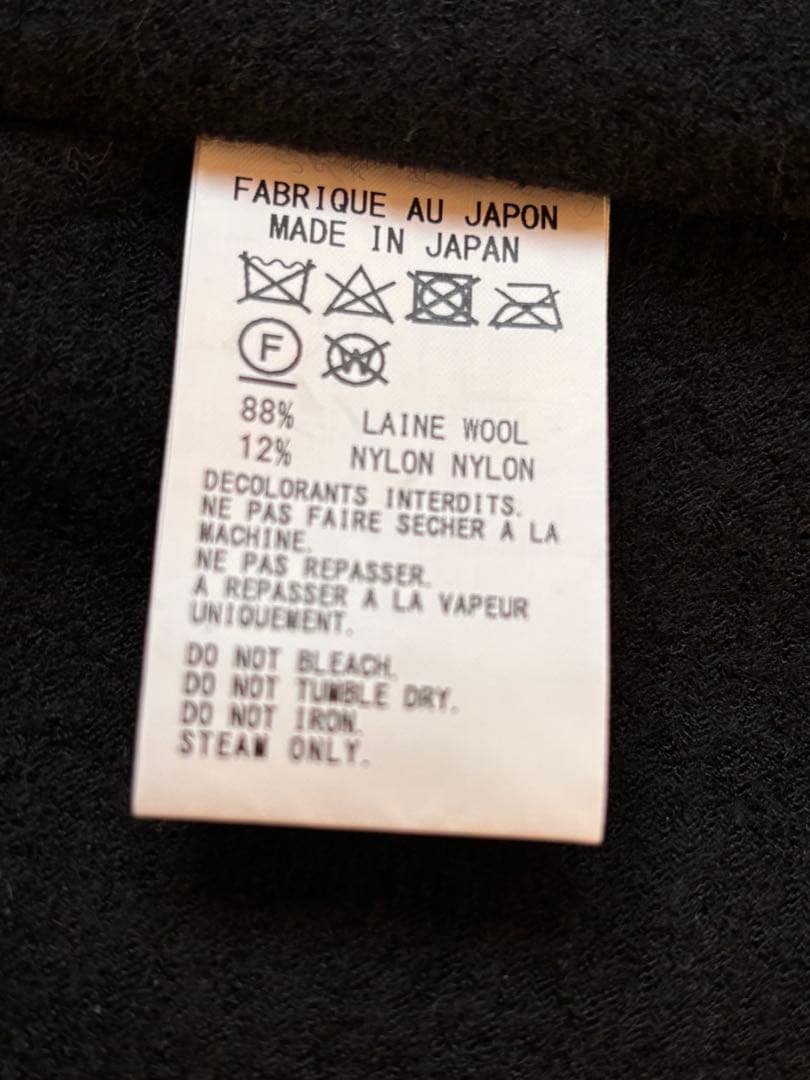 FABRIQUE AU JAPON
MADE IN JAPAN
F
W
88% LAINE WOOL
12% NYLON NYLON
DECOLORANTS INTERDITS.
NE PAS FAIRE SECHER A LA
MACHINE.
NE PAS REPASSER.
A REPASSER A LA VAPEUR
UNIQUEMENT.
DO NOT BLEACH.
DO NOT TUMBLE DRY.
DO NOT IRON.
STEAM ONLY.